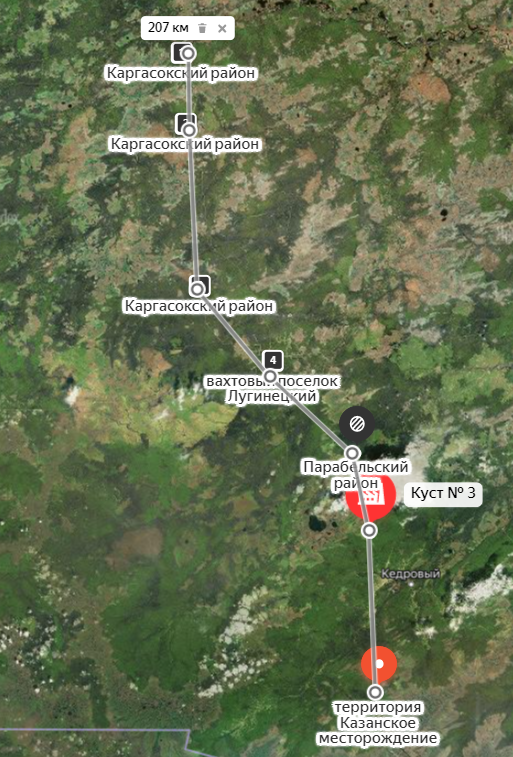 207 км
Каргасокский район
Каргасокский район
Каргасокский район
4
вахтовый поселок
Лугинецкий
Парабельский
район
Куст № 3
Кедровый
территория
Казанское
месторождение